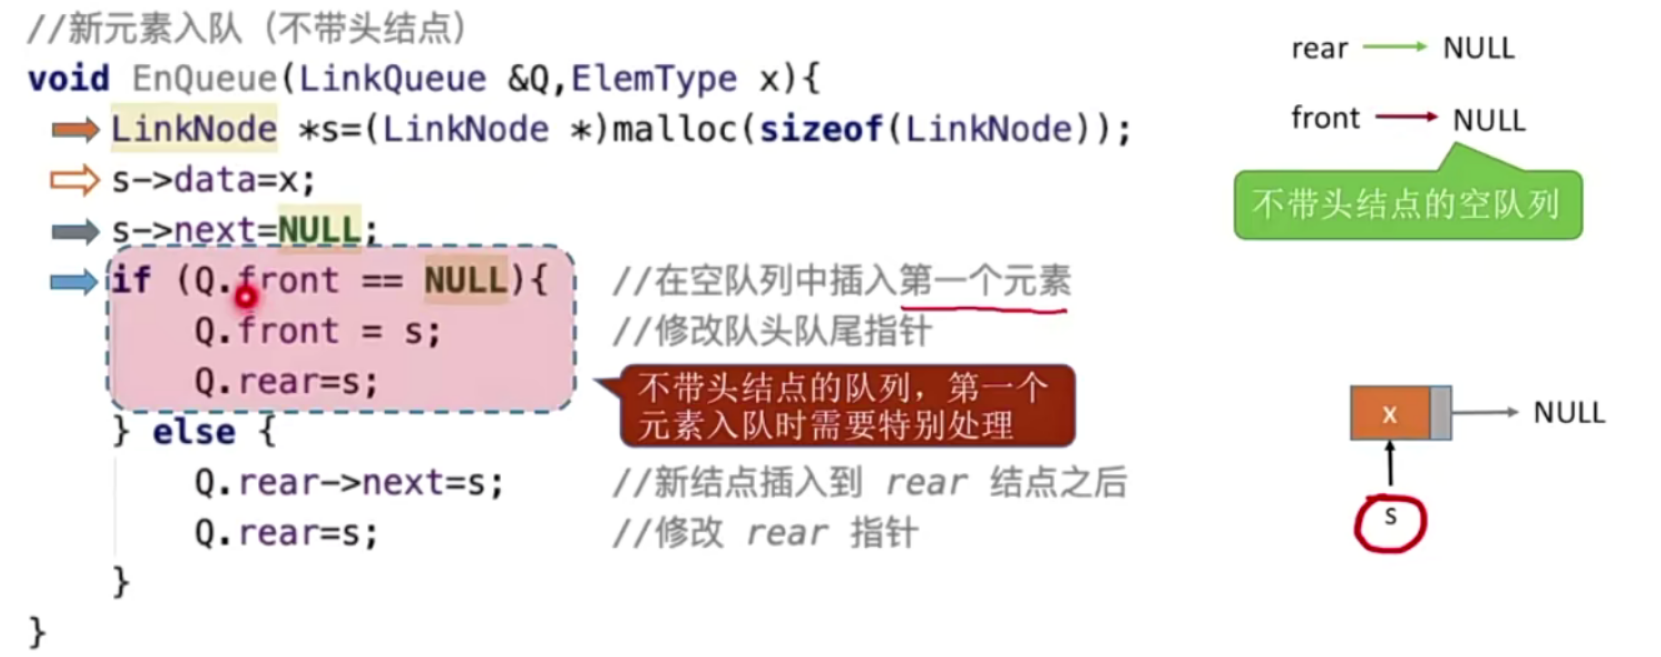 //新元素入队（不带头结点）
void EnQueue(LinkQueue &Q,ElemType x){
LinkNode *s=(LinkNode *)malloc(sizeof(LinkNode));
s->data=x;
s->next=NULL;
if (Q.front == NULL){ //在空队列中插入第一个元素
Q.front = s; //修改队头队尾指针
Q.rear=s;
} else {
Q.rear->next=s; //新结点插入到 rear 结点之后
Q.rear=s; //修改 rear 指针
}
}
不带头结点的队列，第一个
元素入队时需要特别处理
rear NULL
front NULL
不带头结点的空队列
x NULL
s